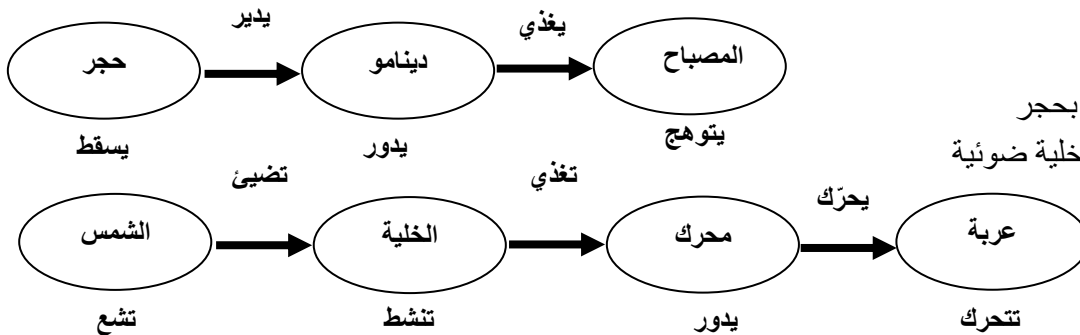 يدير يغذي
حجر دينامو المصباح
بحجر
يسقط يدور يتوهج
خلية ضوئية
تضيئ تغذي يحرّك
الشمس الخلية محرك عربة
تشع تنشط يدور تتحرك